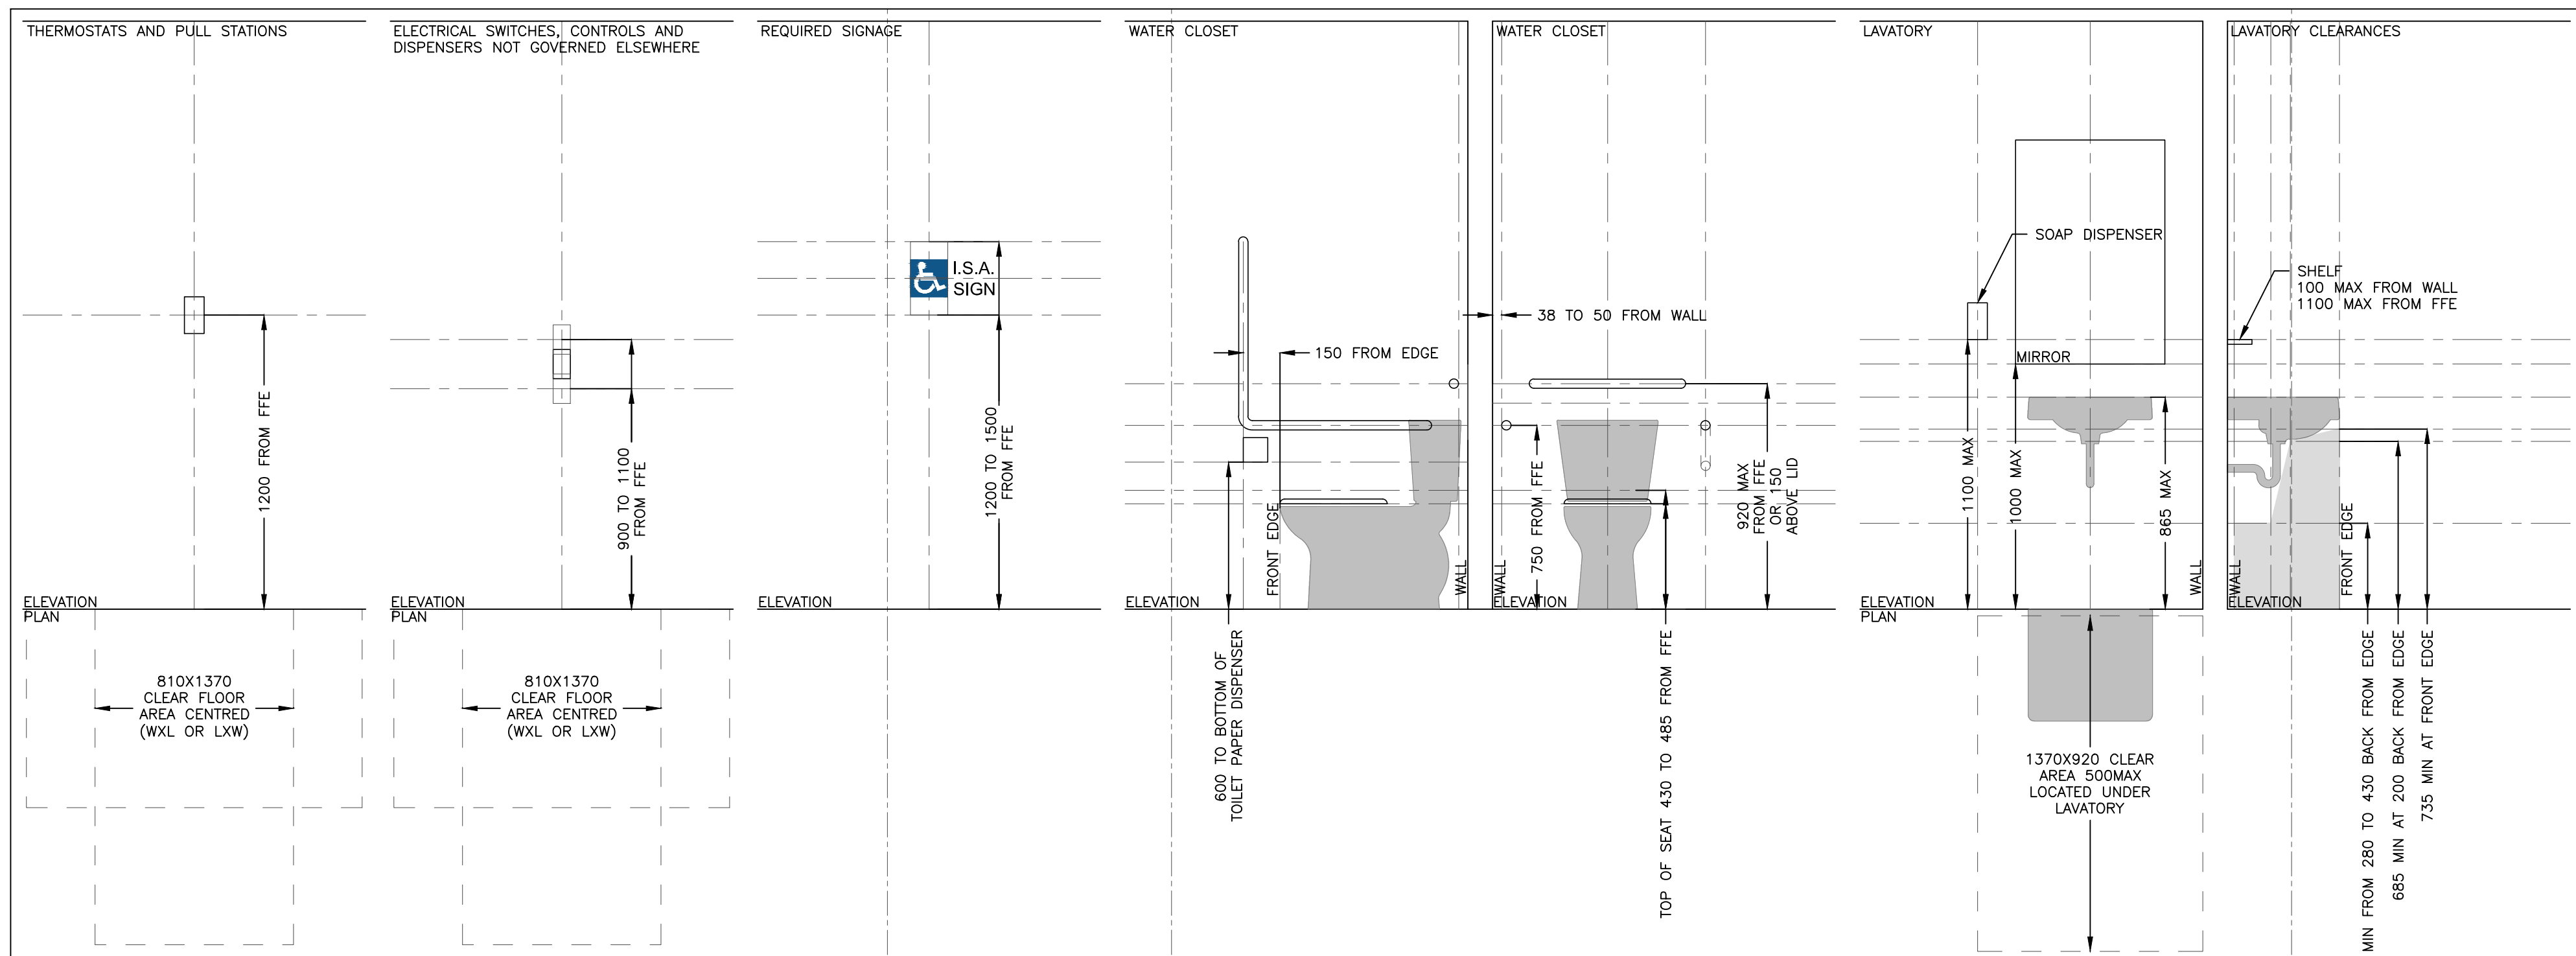 THERMOSTATS AND PULL STATIONS
1200 FROM FFE
ELEVATION
PLAN
810X1370
CLEAR FLOOR
AREA CENTRED
(WXL OR LXW)
ELECTRICAL SWITCHES, CONTROLS AND
DISPENSERS NOT GOVERNED ELSEWHERE
900 TO 1100
FROM FFE
ELEVATION
PLAN
810X1370
CLEAR FLOOR
AREA CENTRED
(WXL OR LXW)
REQUIRED SIGNAGE
I.S.A.
SIGN
1200 TO 1500
FROM FFE
ELEVATION
WATER CLOSET
150 FROM EDGE
FRONT EDGE
WALL
ELEVATION
600 TO BOTTOM OF
TOILET PAPER DISPENSER
WATER CLOSET
38 TO 50 FROM WALL
750 FROM FFE
920 MAX
FROM FFE
OR 150
ABOVE LID
WALL
ELEVATION
TOP OF SEAT 430 TO 485 FROM FFE
LAVATORY
SOAP DISPENSER
MIRROR
1100 MAX
1000 MAX
865 MAX
WALL
ELEVATION
PLAN
1370X920 CLEAR
AREA 500MAX
LOCATED UNDER
LAVATORY
LAVATORY CLEARANCES
SHELF
100 MAX FROM WALL
1100 MAX FROM FFE
WALL
FRONT EDGE
ELEVATION
MIN FROM 280 TO 430 BACK FROM EDGE
685 MIN AT 200 BACK FROM EDGE
735 MIN AT FRONT EDGE